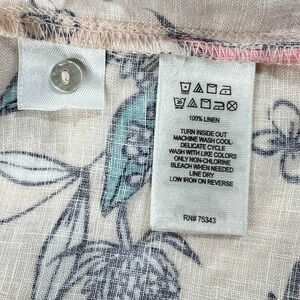 100% LINEN
TURN INSIDE OUT
MACHINE WASH COOL-
DELICATE CYCLE
WASH WITH LIKE COLORS
ONLY NON-CHLORINE
BLEACH WHEN NEEDED
LINE DRY
LOW IRON ON REVERSE
RN# 75343